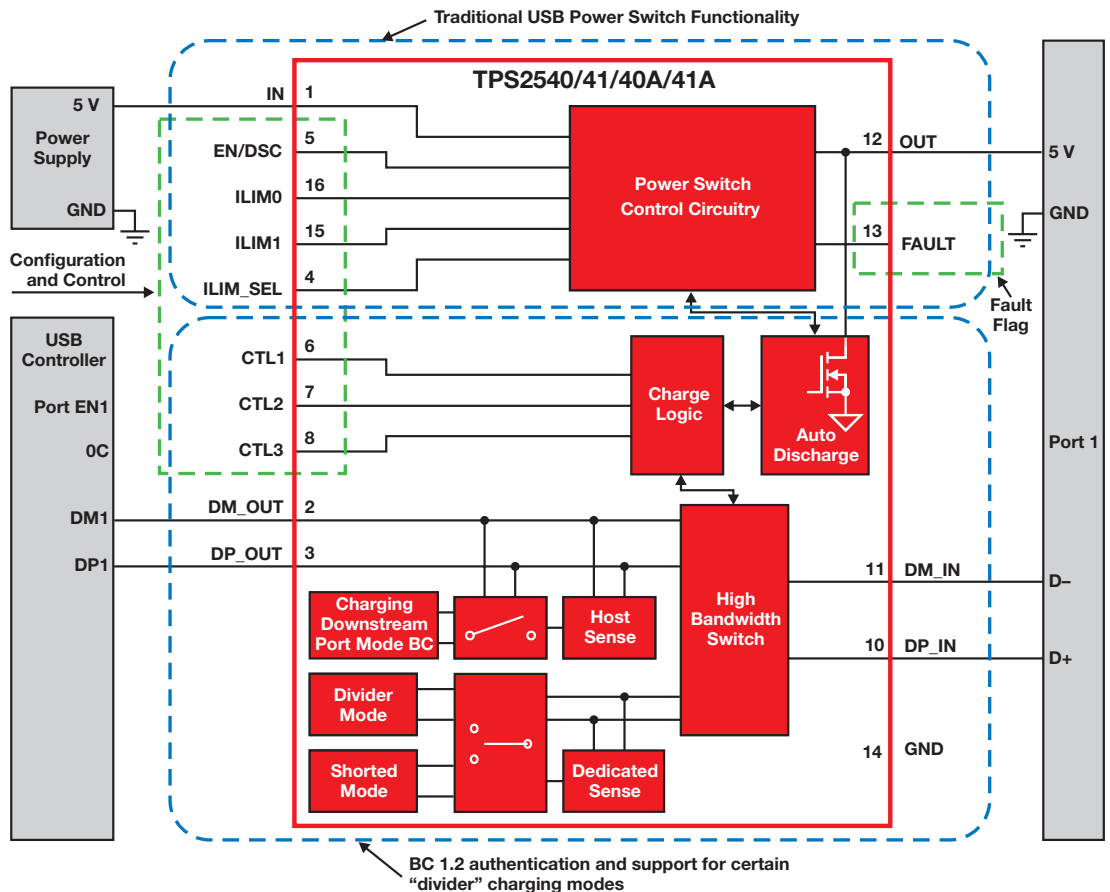 Traditional USB Power Switch Functionality
TPS2540/41/40A/41A
5 V
Power
Supply
GND
IN
1
EN/DSC
5
ILIM0
16
ILIM1
15
ILIM_SEL
4
Power Switch
Control Circuitry
12
OUT
13
FAULT
5 V
GND
Fault
Flag
Configuration
and Control
USB
Controller
Port EN1
0C
DM1
DP1
CTL1
6
CTL2
7
CTL3
8
DM_OUT
2
DP_OUT
3
Charge
Logic
Auto
Discharge
Port 1
Charging
Downstream
Port Mode BC
Host
Sense
High
Bandwidth
Switch
11
DM_IN
D–
10
DP_IN
D+
Divider
Mode
Shorted
Mode
Dedicated
Sense
14
GND
BC 1.2 authentication and support for certain
“divider” charging modes